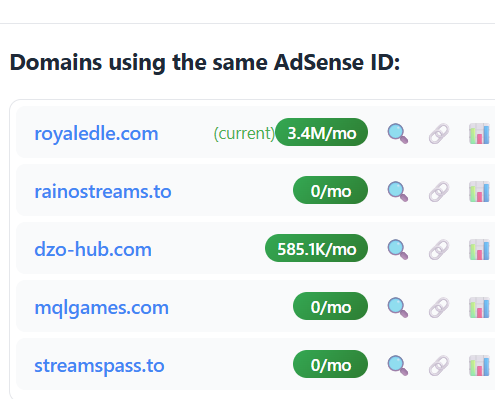 Domains using the same AdSense ID:
royaledle.com (current) 3.4M/mo
rainostreams.to 0/mo
dzo-hub.com 585.1K/mo
mqlgames.com 0/mo
streamspass.to 0/mo